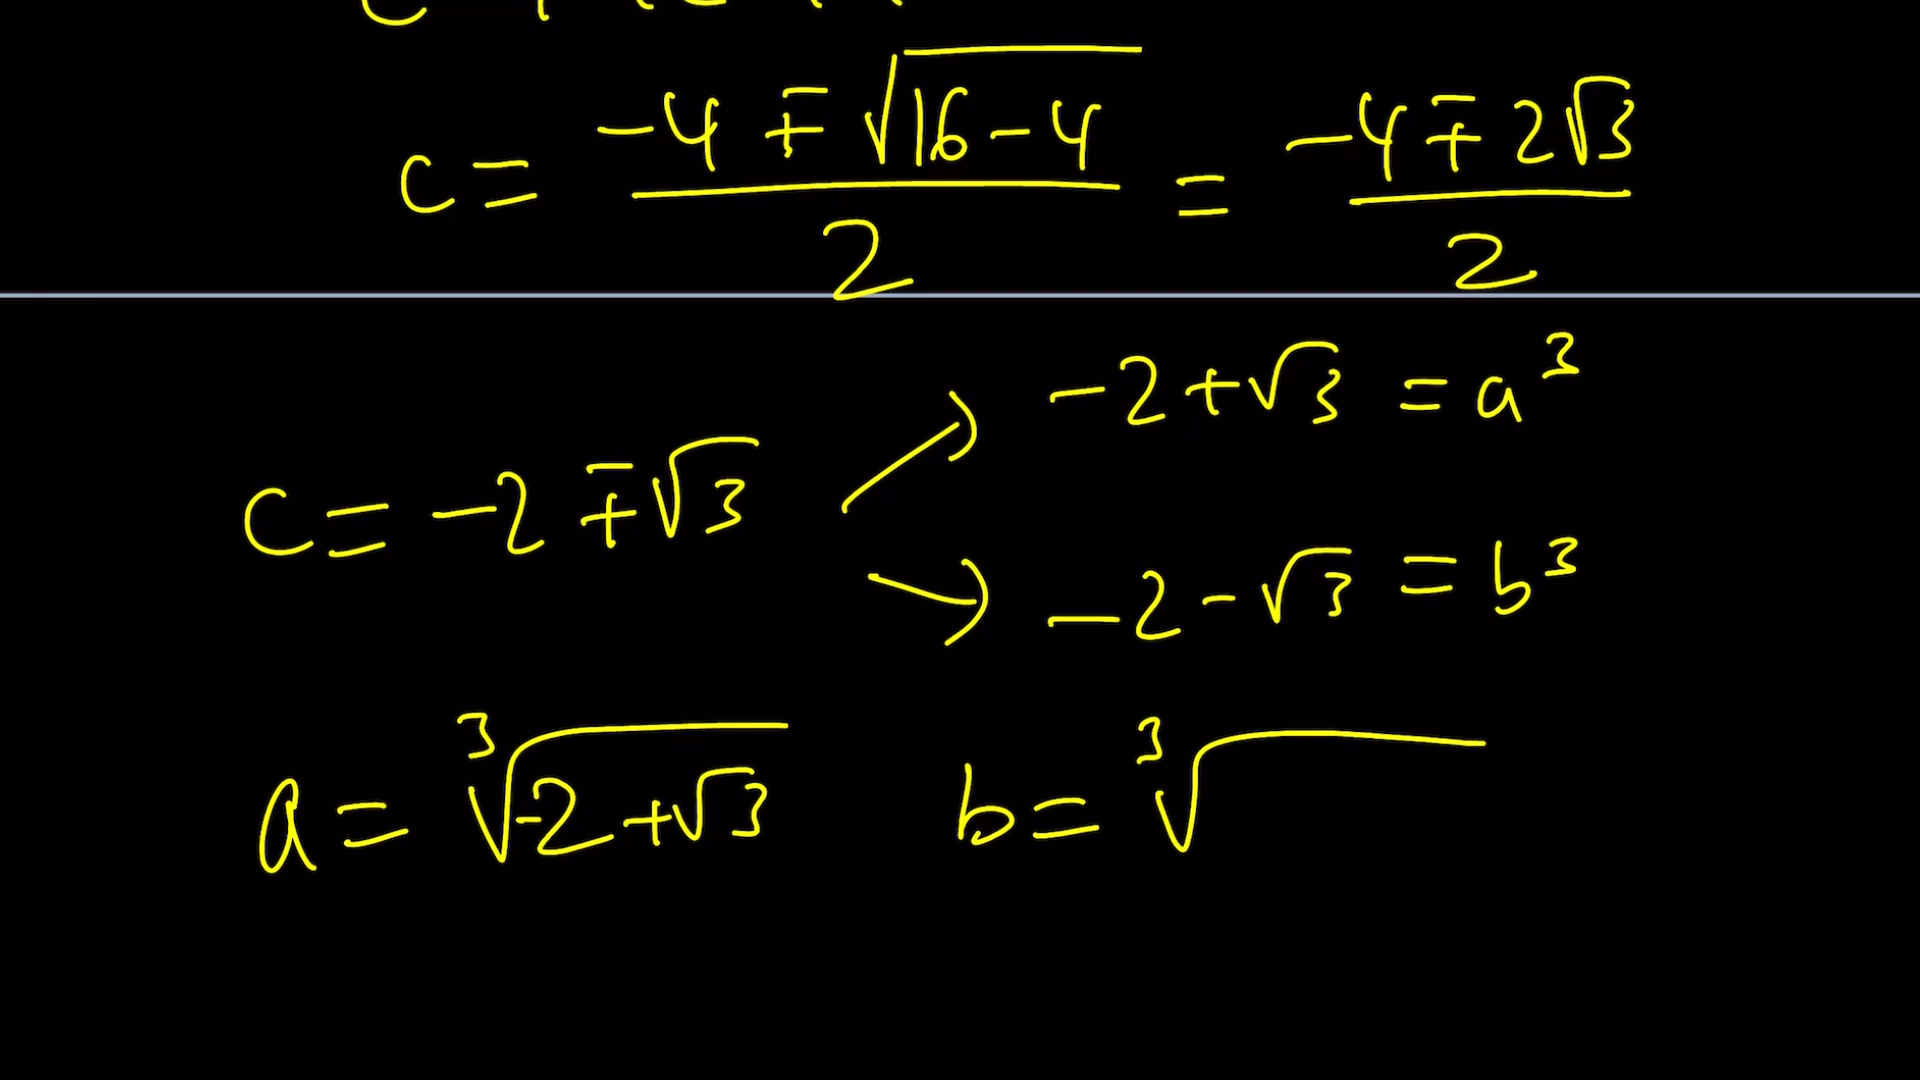 c = (-4 ∓ √(16-4))/2 = (-4 ∓ 2√3)/2
-2+√3 = a³
c = -2 ∓ √3
-2-√3 = b³
a = ∛(-2+√3) b = ∛